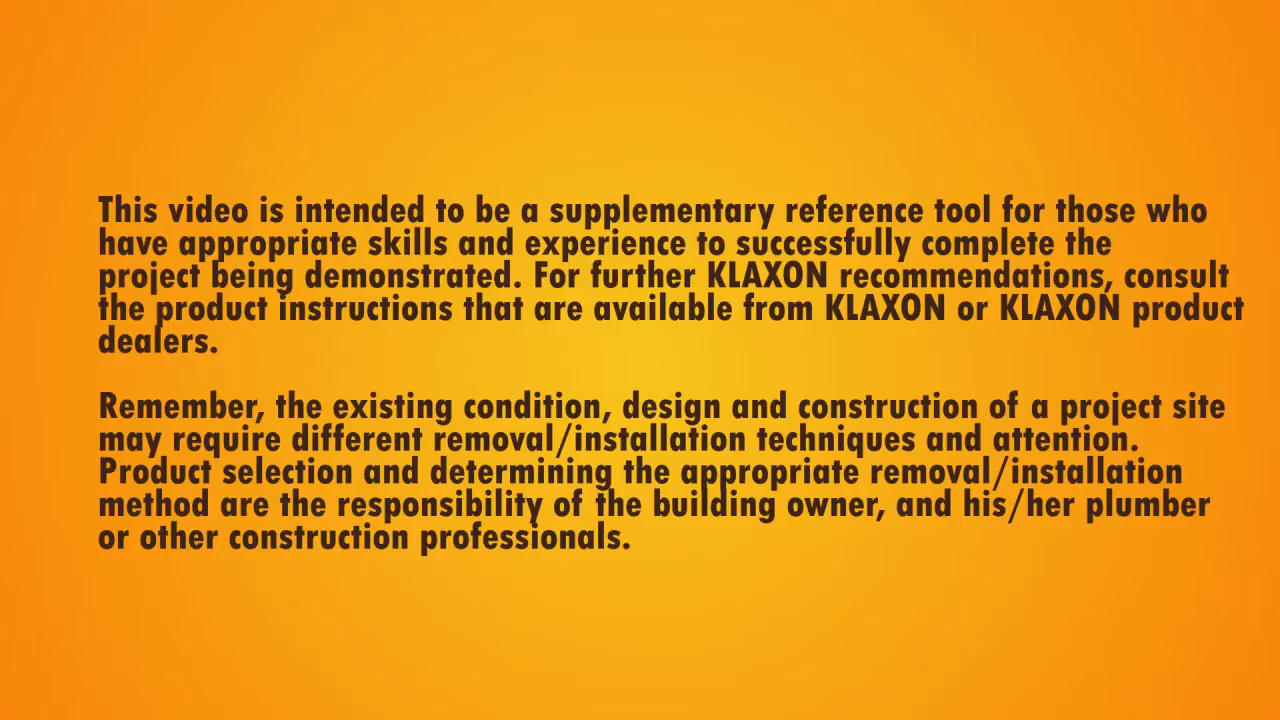 This video is intended to be a supplementary reference tool for those who
have appropriate skills and experience to successfully complete the
project being demonstrated. For further KLAXON recommendations, consult
the product instructions that are available from KLAXON or KLAXON product
dealers.
Remember, the existing condition, design and construction of a project site
may require different removal/installation techniques and attention.
Product selection and determining the appropriate removal/installation
method are the responsibility of the building owner, and his/her plumber
or other construction professionals.